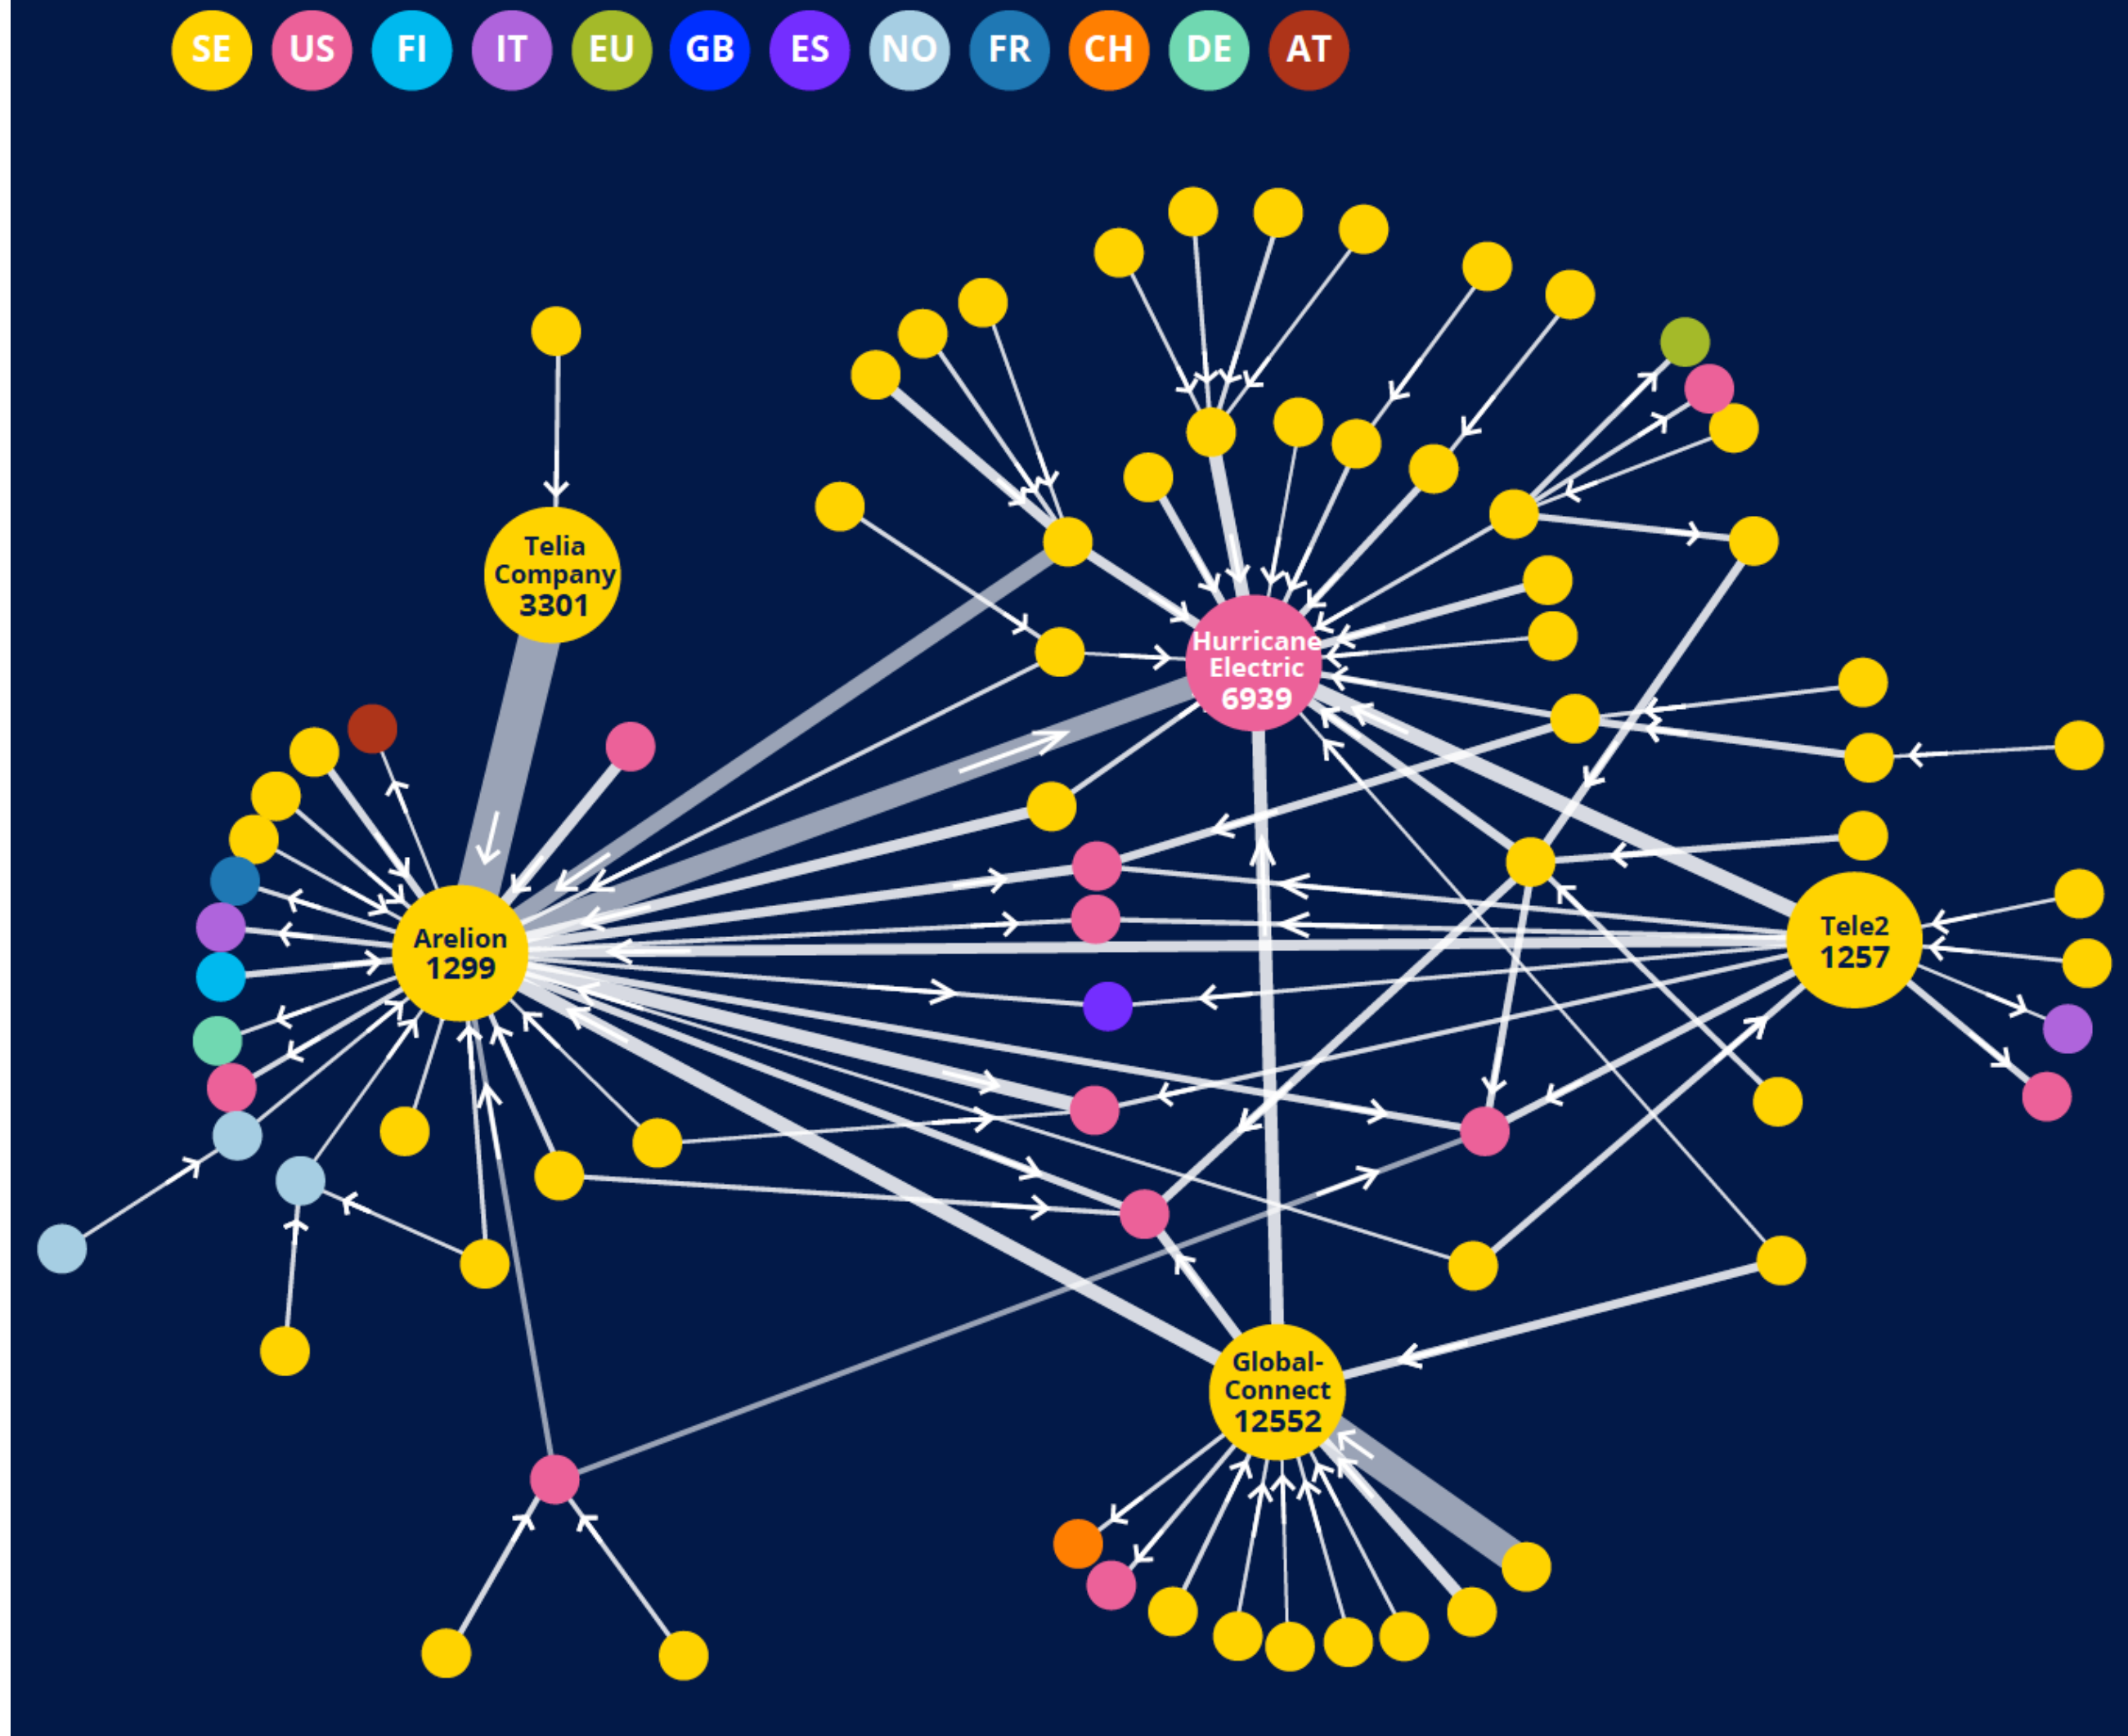 SE US FI IT EU GB ES NO FR CH DE AT
Telia
Company
3301
Hurricane
Electric
6939
Arelion
1299
Tele2
1257
Global-
Connect
12552